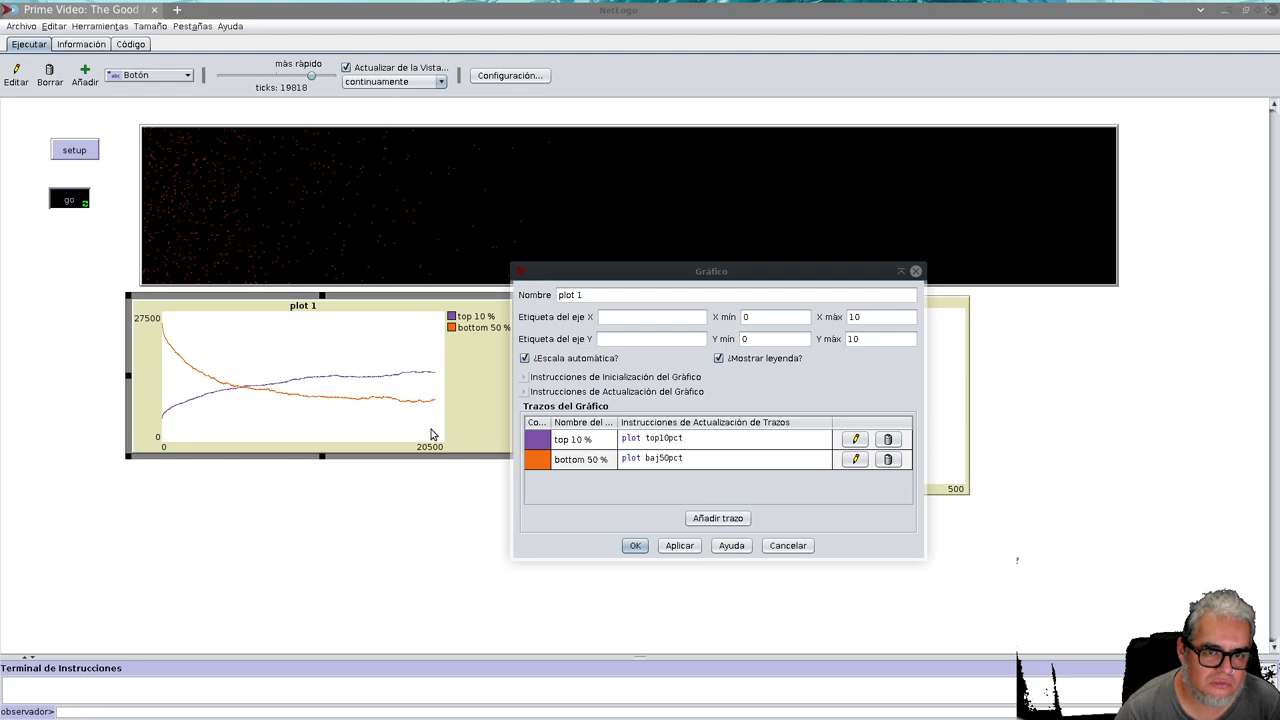 Prime Video: The Good
NetLogo
Archivo Editar Herramientas Tamaño Pestañas Ayuda
Ejecutar Información Código
Editar Borrar Añadir
abc Botón
más rápido
ticks: 19818
Actualizar de la Vista...
continuamente
Configuración...
setup
go
plot 1
27500
0
0
20500
top 10 %
bottom 50 %
500
Gráfico
Nombre plot 1
Etiqueta del eje X X mín 0 X máx 10
Etiqueta del eje Y Y mín 0 Y máx 10
¿Escala automática? ¿Mostrar leyenda?
Instrucciones de Inicialización del Gráfico
Instrucciones de Actualización del Gráfico
Trazos del Gráfico
Co... Nombre del ... Instrucciones de Actualización de Trazos
top 10 % plot top10pct
bottom 50 % plot baj50pct
Añadir trazo
OK Aplicar Ayuda Cancelar
Terminal de Instrucciones
observador>